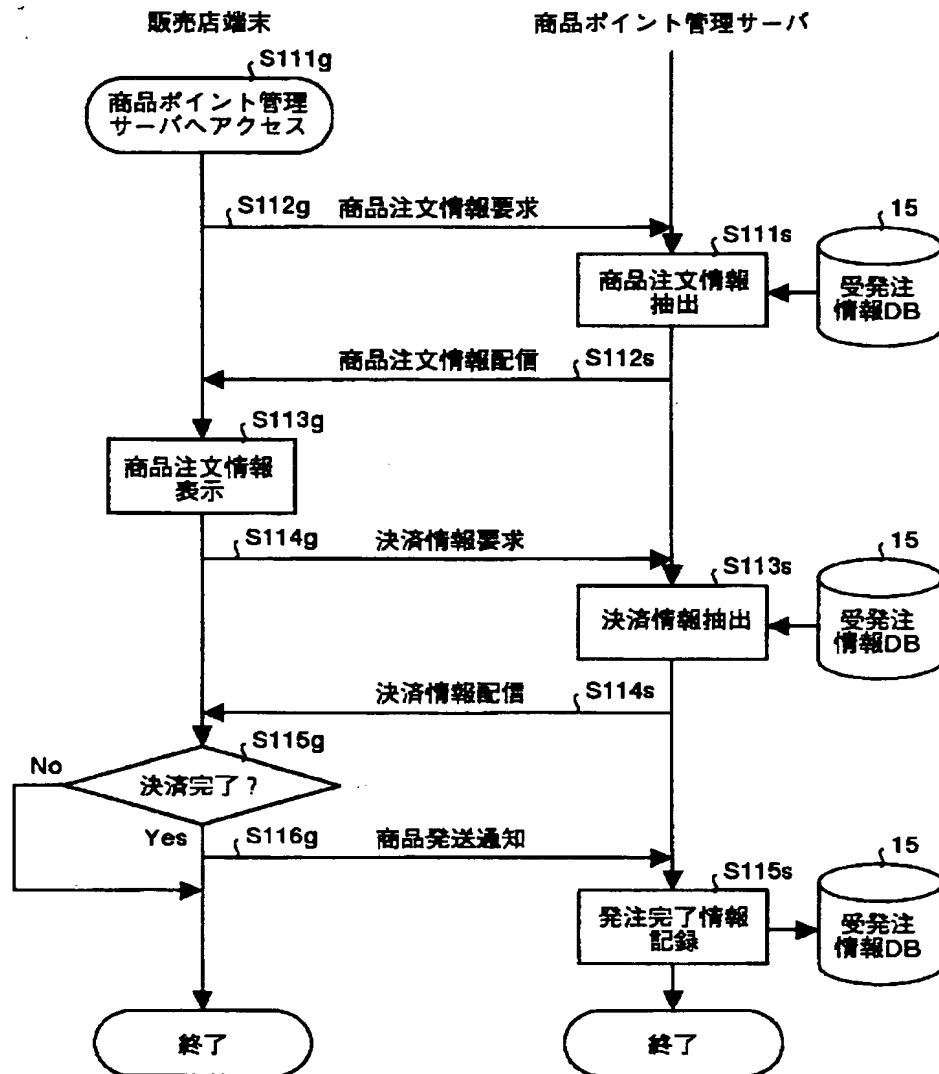 販売店端末
商品ポイント管理サーバ
S111g
商品ポイント管理
サーバへアクセス
S112g
商品注文情報要求
S111s
15
商品注文情報
抽出
受発注
情報DB
商品注文情報配信
S112s
S113g
商品注文情報
表示
S114g
決済情報要求
S113s
15
決済情報抽出
受発注
情報DB
決済情報配信
S114s
S115g
No
決済完了?
Yes
S116g
商品発送通知
S115s
15
発注完了情報
記録
受発注
情報DB
終了
終了